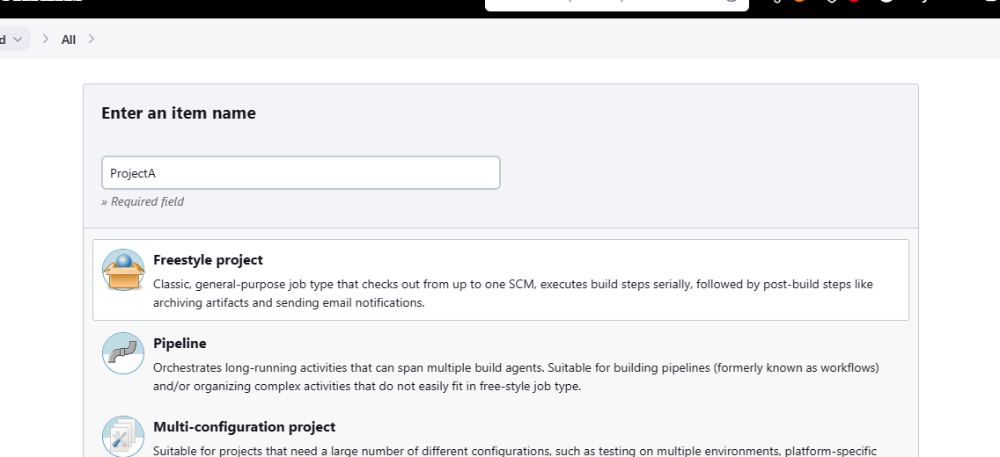 d
All
Enter an item name
ProjectA
» Required field
Freestyle project
Classic, general-purpose job type that checks out from up to one SCM, executes build steps serially, followed by post-build steps like
archiving artifacts and sending email notifications.
Pipeline
Orchestrates long-running activities that can span multiple build agents. Suitable for building pipelines (formerly known as workflows)
and/or organizing complex activities that do not easily fit in free-style job type.
Multi-configuration project
Suitable for projects that need a large number of different configurations, such as testing on multiple environments, platform-specific